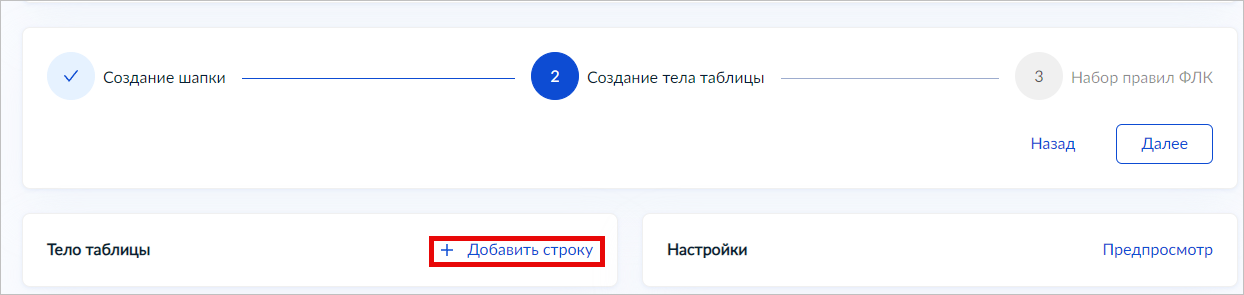 Создание шапки
2 Создание тела таблицы
3 Набор правил ФЛК
Назад Далее
Тело таблицы + Добавить строку
Настройки Предпросмотр